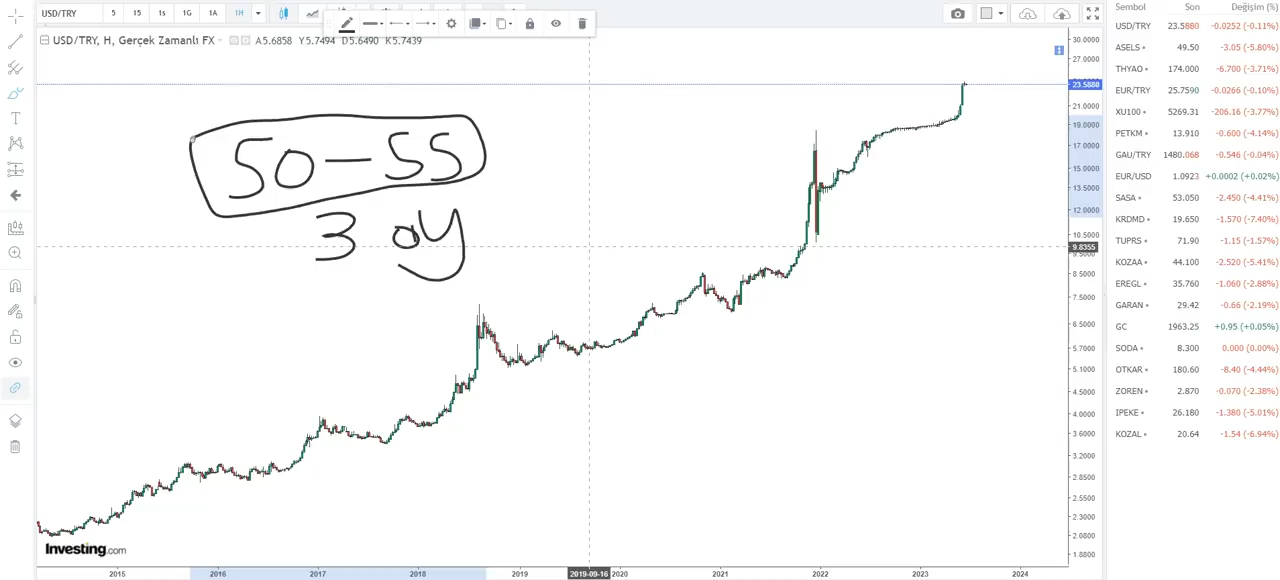 USD/TRY 5 15 1s 1G 1A 1H
USD/TRY, H, Gerçek Zamanlı FX A5.6858 Y5.7494 D5.6490 K5.7439
50-55
3 ay
30.0000
27.0000
23.5880
21.0000
19.0000
17.0000
15.0000
13.5000
12.0000
10.5000
9.8355
9.5000
8.5000
7.5000
6.5000
5.7000
5.1000
4.5000
4.0000
3.6000
3.2000
2.8500
2.5500
2.3000
2.0800
1.8800
Investing.com
2015 2016 2017 2018 2019 2019-09-16 2020 2021 2022 2023 2024
Sembol Son Değişim (%)
USD/TRY 23.5880 -0.0252 (-0.11%)
ASELS 49.50 -3.05 (-5.80%)
THYAO 174.000 -6.700 (-3.71%)
EUR/TRY 25.7590 -0.0266 (-0.10%)
XU100 5269.31 -206.16 (-3.77%)
PETKM 13.910 -0.600 (-4.14%)
GAU/TRY 1480.068 -0.546 (-0.04%)
EUR/USD 1.0923 +0.0002 (+0.02%)
SASA 53.050 -2.450 (-4.41%)
KRDMD 19.650 -1.570 (-7.40%)
TUPRS 71.90 -1.15 (-1.57%)
KOZAA 44.100 -2.520 (-5.41%)
EREGL 35.760 -1.060 (-2.88%)
GARAN 29.42 -0.66 (-2.19%)
GC 1963.25 +0.95 (+0.05%)
SODA 8.300 0.000 (0.00%)
OTKAR 180.60 -8.40 (-4.44%)
ZOREN 2.870 -0.070 (-2.38%)
IPEKE 26.180 -1.380 (-5.01%)
KOZAL 20.64 -1.54 (-6.94%)